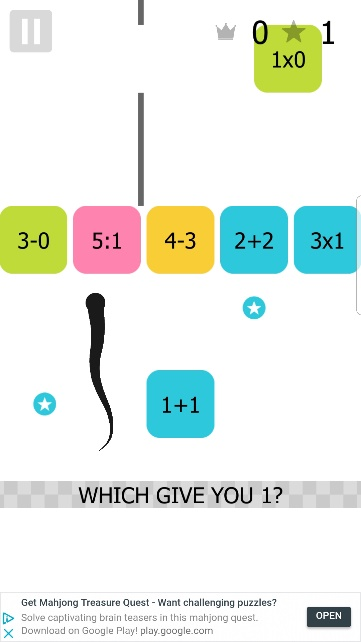 0 1
1x0
3-0 5:1 4-3 2+2 3x1
1+1
WHICH GIVE YOU 1?
Get Mahjong Treasure Quest - Want challenging puzzles?
Solve captivating brain teasers in this mahjong quest.
Download on Google Play! play.google.com
OPEN